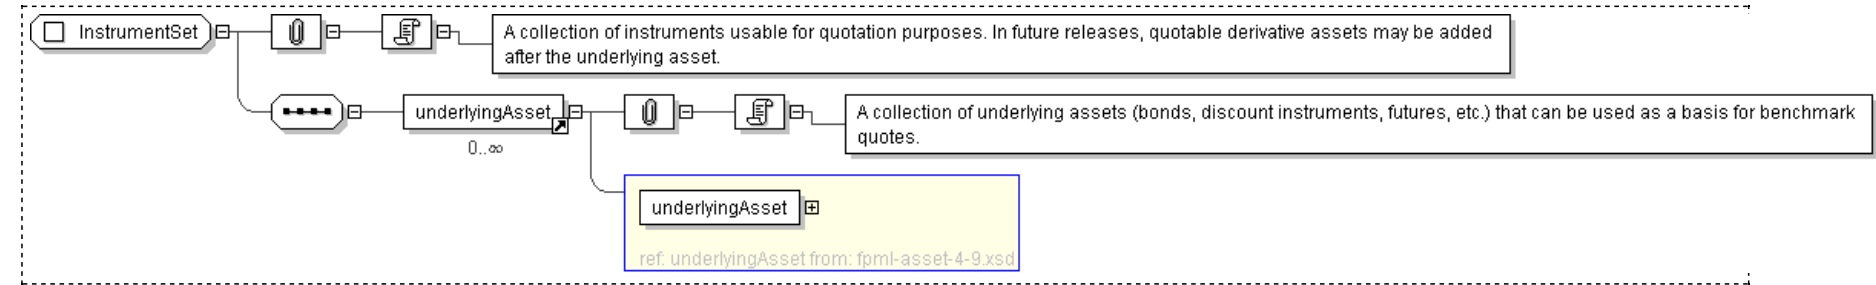 InstrumentSet
A collection of instruments usable for quotation purposes. In future releases, quotable derivative assets may be added
after the underlying asset.
underlyingAsset
0..∞
A collection of underlying assets (bonds, discount instruments, futures, etc.) that can be used as a basis for benchmark
quotes.
underlyingAsset
ref: underlyingAsset from: fpml-asset-4-9.xsd